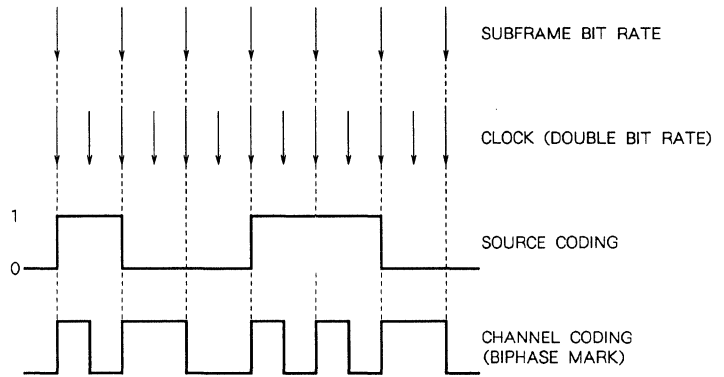 SUBFRAME BIT RATE
CLOCK (DOUBLE BIT RATE)
1
SOURCE CODING
0
CHANNEL CODING
(BIPHASE MARK)